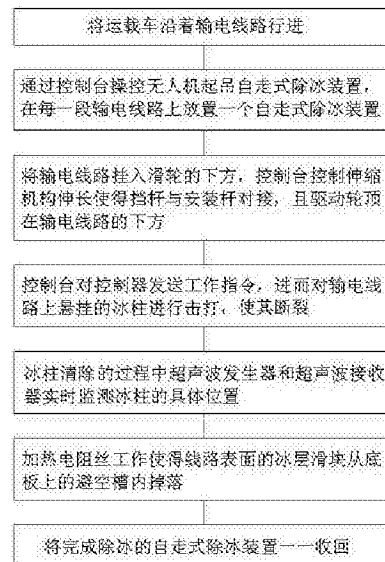 将运载车沿着输电线路行进
通过控制台操控无人机起吊自走式除冰装置，
在每一段输电线路上放置一个自走式除冰装置
将输电线路挂入滑轮的下方，控制台控制伸缩
机构伸长使得挡杆与安装杆对接，且驱动轮顶
在输电线路的下方
控制台对控制器发送工作指令，进而对输电线
路上悬挂的冰柱进行击打，使其断裂
冰柱清除的过程中超声波发生器和超声波接收
器实时监测冰柱的具体位置
加热电阻丝工作使得线路表面的冰层滑块从底
板上的避空槽内掉落
将完成除冰的自走式除冰装置一一收回